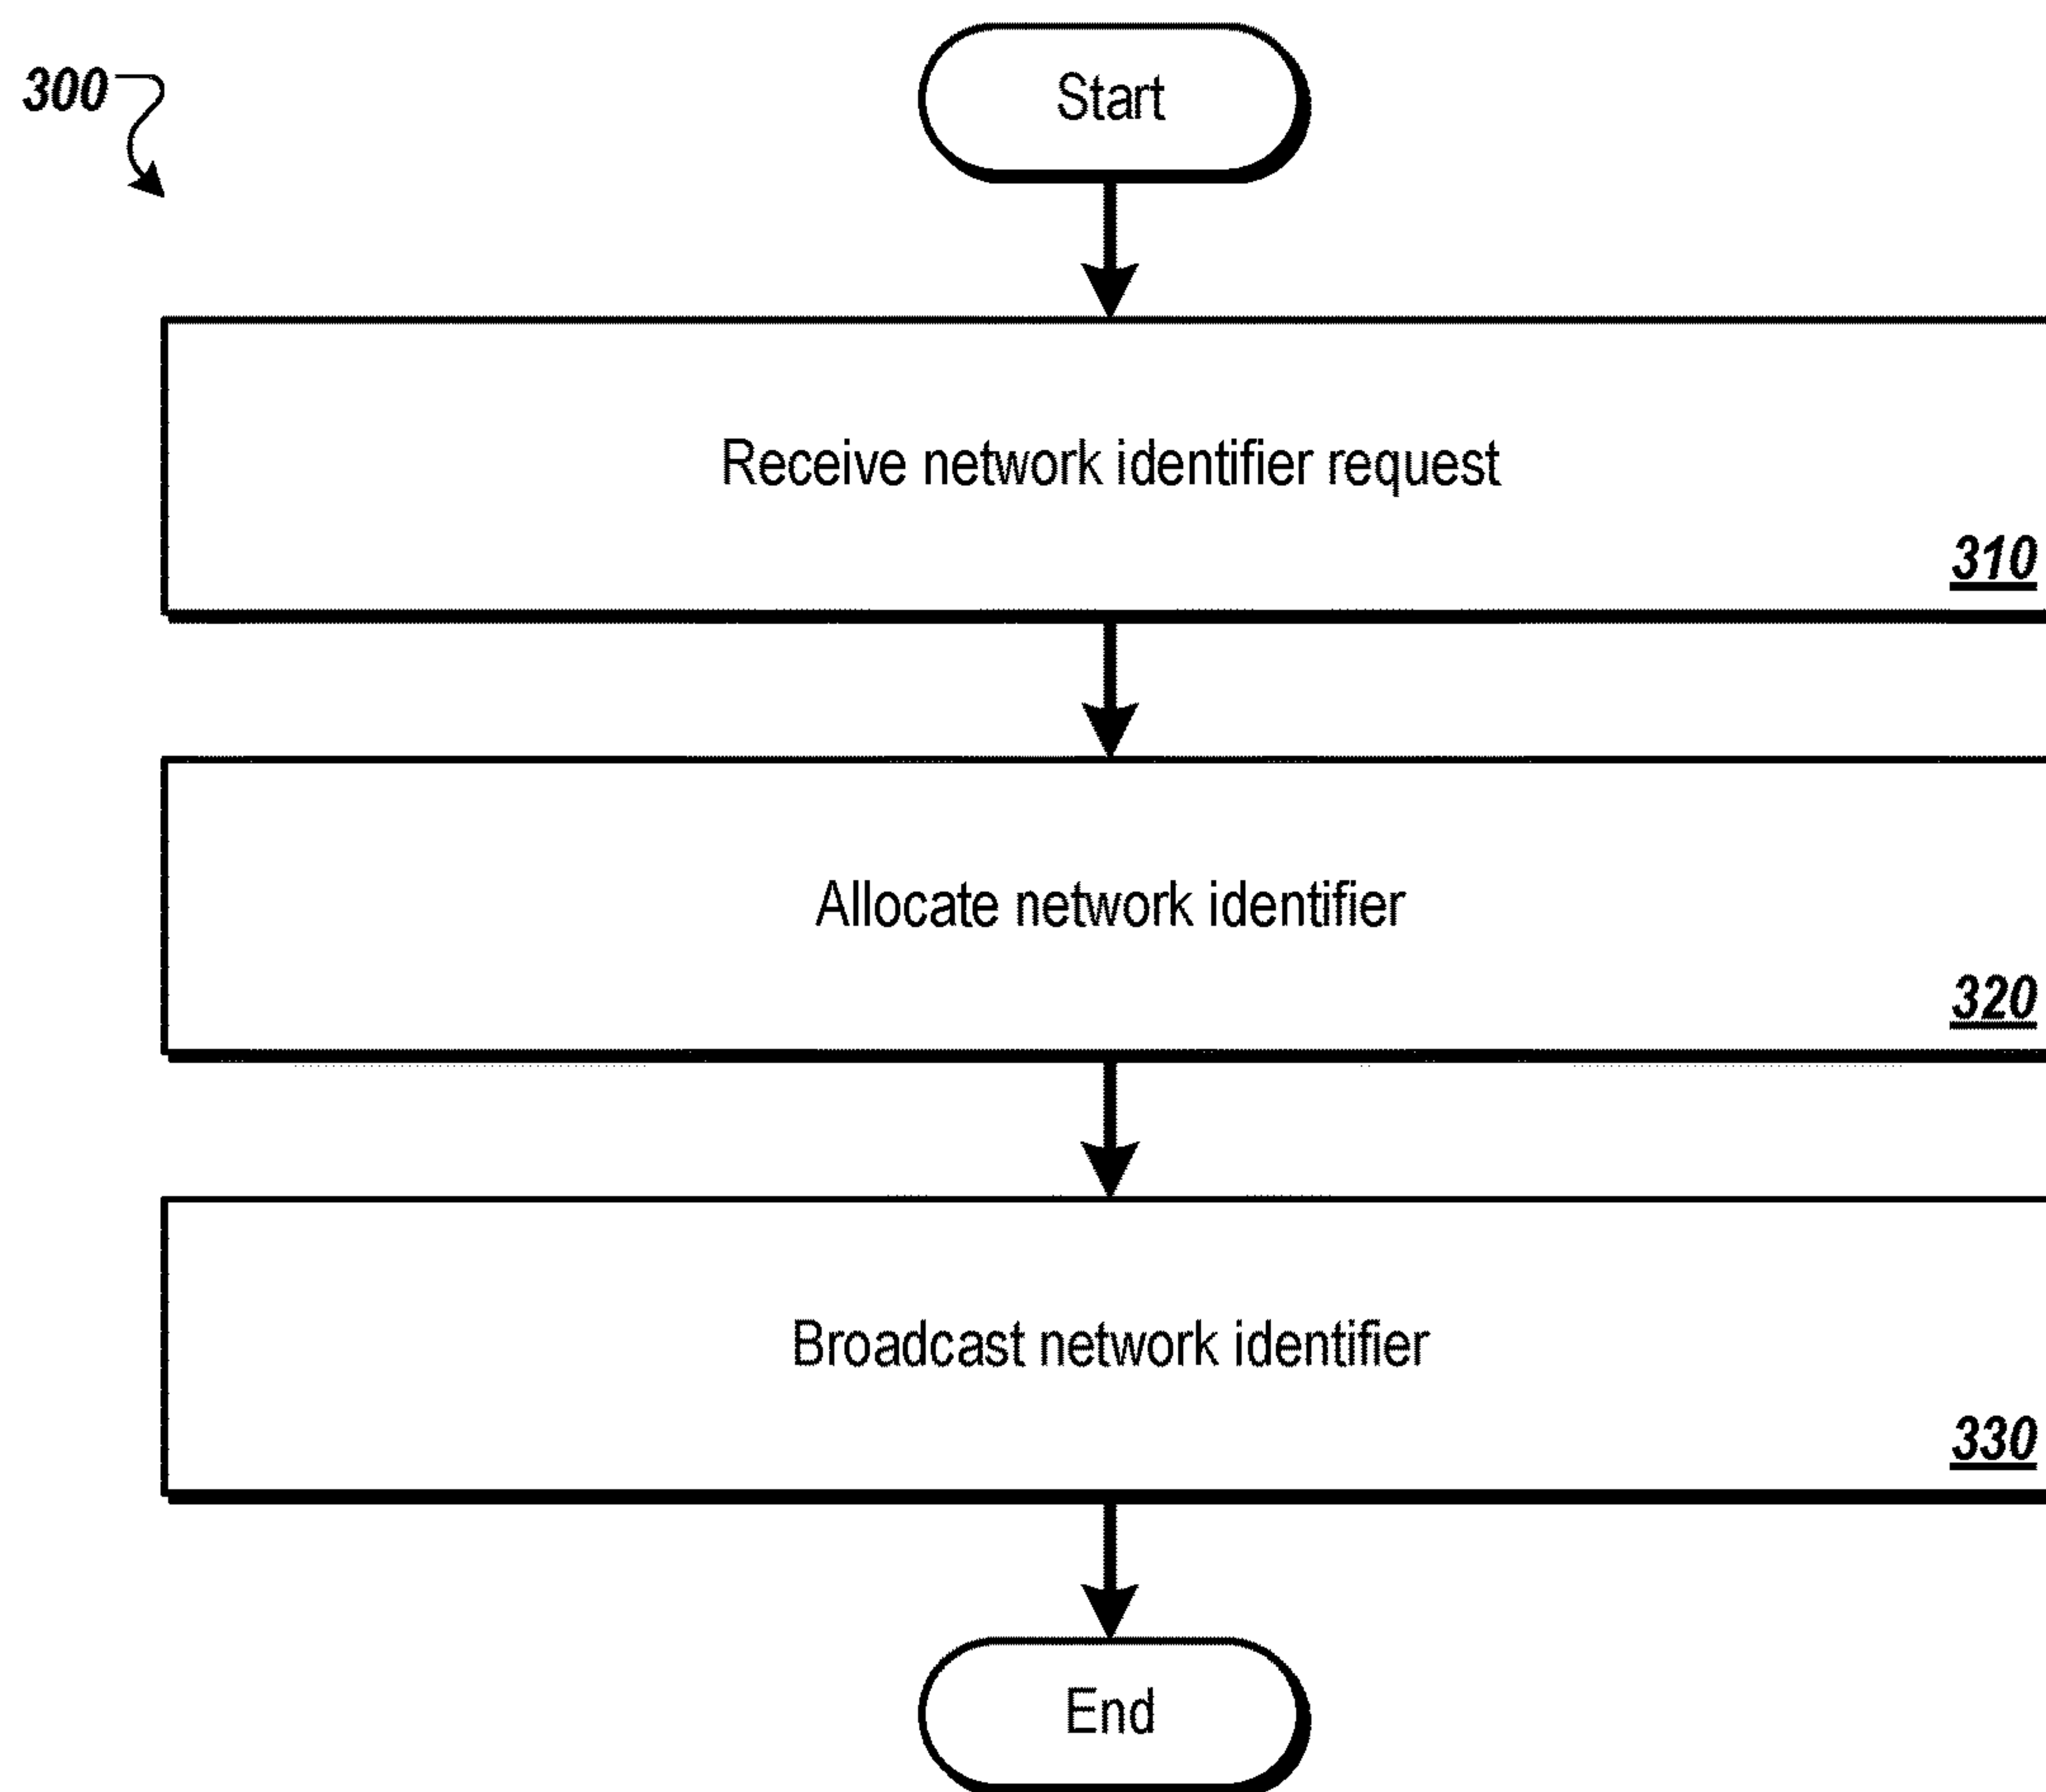 300
Start
Receive network identifier request
310
Allocate network identifier
320
Broadcast network identifier
330
End